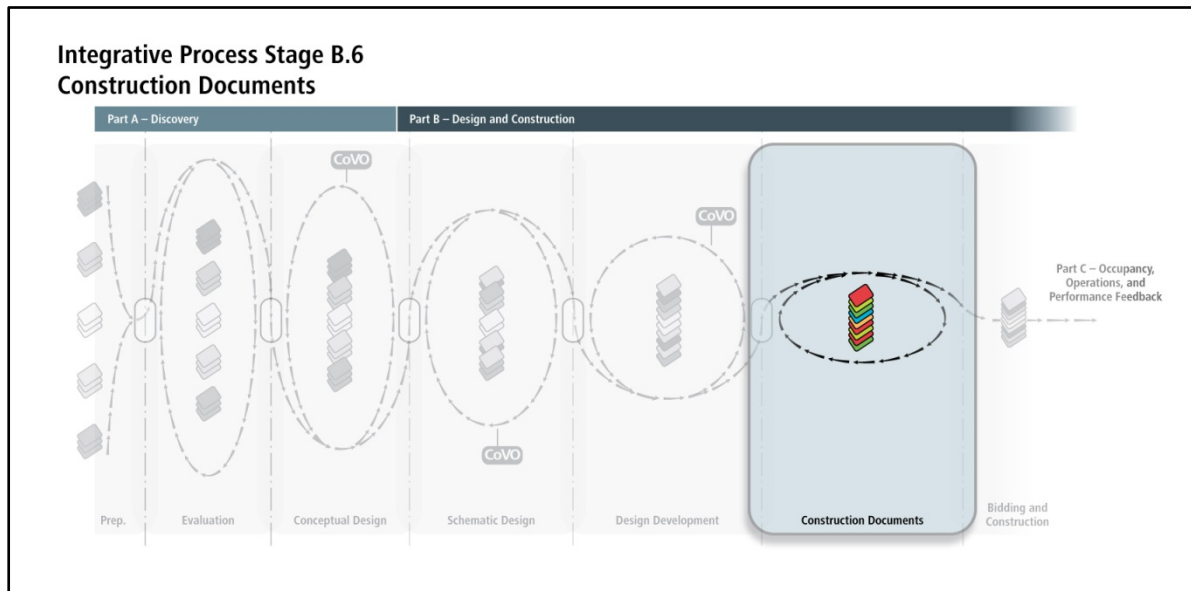 Integrative Process Stage B.6
Construction Documents
Part A – Discovery
Part B – Design and Construction
CoVO
CoVO
CoVO
Part C – Occupancy,
Operations, and
Performance Feedback
Prep.
Evaluation
Conceptual Design
Schematic Design
Design Development
Construction Documents
Bidding and
Construction